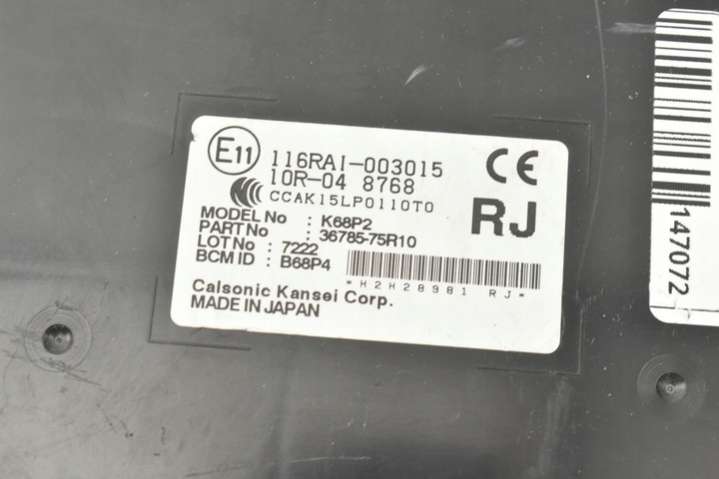 E11
116RAI-003015
10R-04 8768
CCC
CCAK15LP0110T0
CE
RJ
MODEL No : K68P2
PART No : 36785-75R10
LOT No : 7222
BCM ID : B68P4
*H2H28981 RJ*
Calsonic Kansei Corp.
MADE IN JAPAN
147072